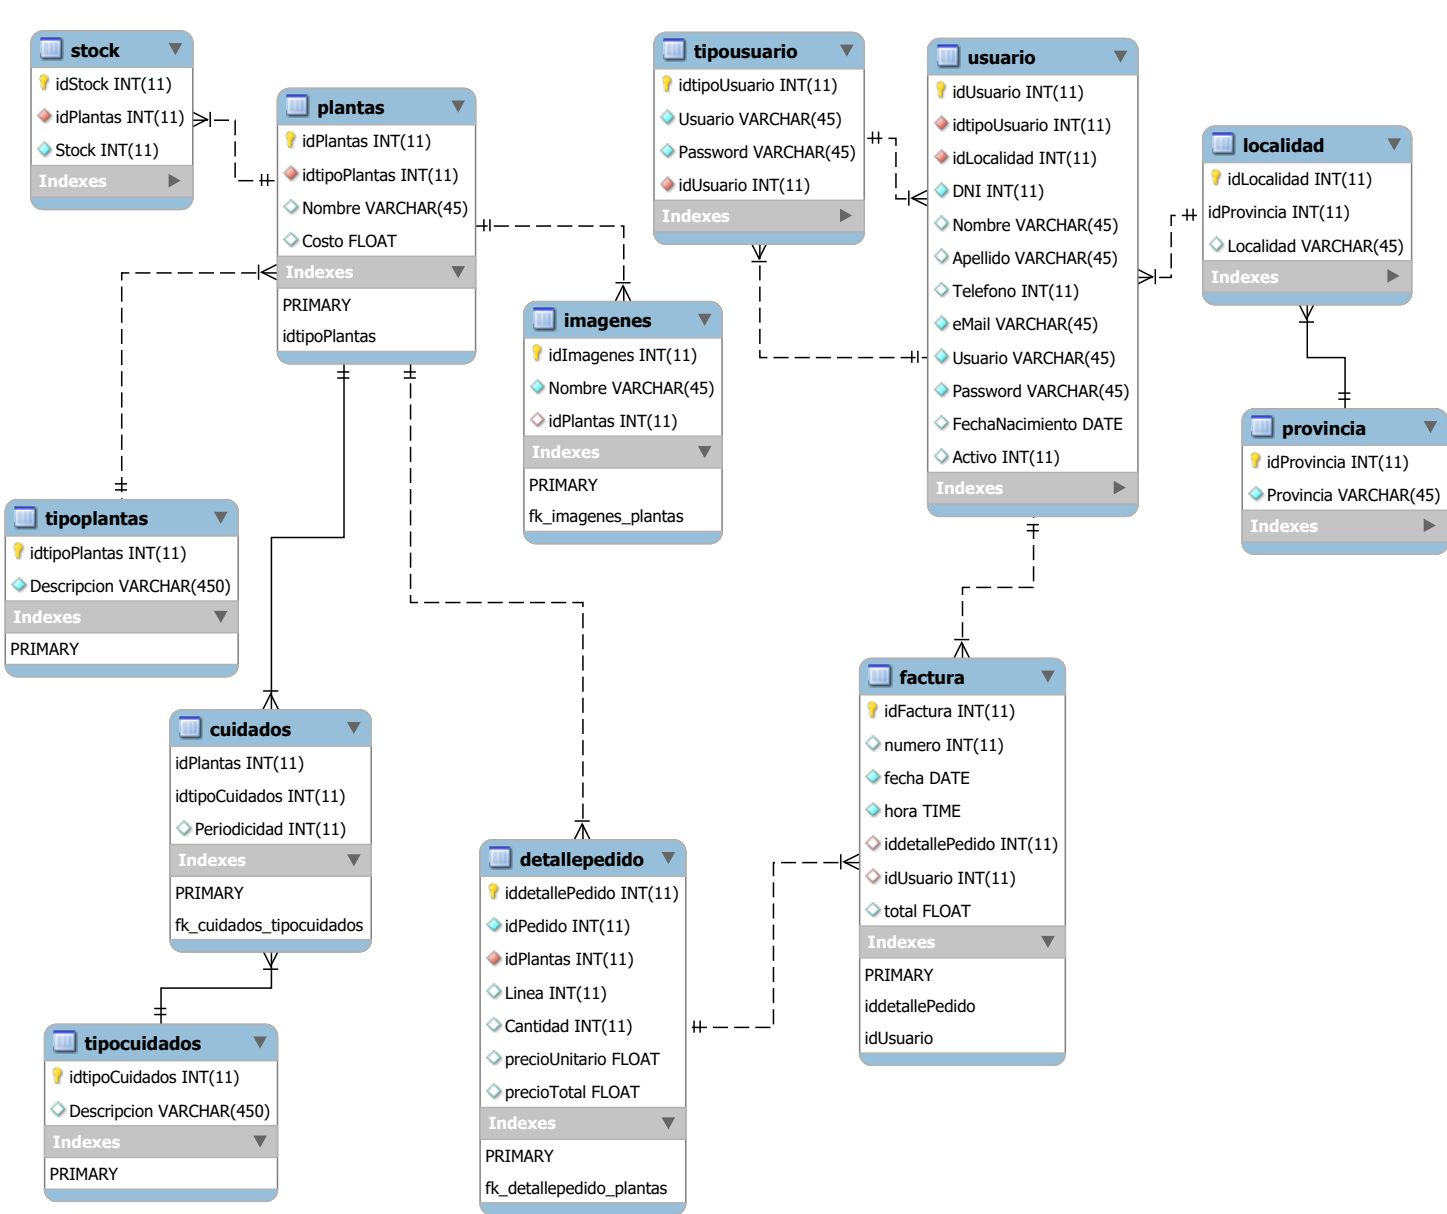 stock
idStock INT(11)
idPlantas INT(11)
Stock INT(11)
Indexes
plantas
idPlantas INT(11)
idtipoPlantas INT(11)
Nombre VARCHAR(45)
Costo FLOAT
Indexes
PRIMARY
idtipoPlantas
tipousuario
idtipoUsuario INT(11)
Usuario VARCHAR(45)
Password VARCHAR(45)
idUsuario INT(11)
Indexes
usuario
idUsuario INT(11)
idtipoUsuario INT(11)
idLocalidad INT(11)
DNI INT(11)
Nombre VARCHAR(45)
Apellido VARCHAR(45)
Telefono INT(11)
eMail VARCHAR(45)
Usuario VARCHAR(45)
Password VARCHAR(45)
FechaNacimiento DATE
Activo INT(11)
Indexes
localidad
idLocalidad INT(11)
idProvincia INT(11)
Localidad VARCHAR(45)
Indexes
imagenes
idImagenes INT(11)
Nombre VARCHAR(45)
idPlantas INT(11)
Indexes
PRIMARY
fk_imagenes_plantas
provincia
idProvincia INT(11)
Provincia VARCHAR(45)
Indexes
tipoplantas
idtipoPlantas INT(11)
Descripcion VARCHAR(450)
Indexes
PRIMARY
cuidados
idPlantas INT(11)
idtipoCuidados INT(11)
Periodicidad INT(11)
Indexes
PRIMARY
fk_cuidados_tipocuidados
factura
idFactura INT(11)
numero INT(11)
fecha DATE
hora TIME
iddetallePedido INT(11)
idUsuario INT(11)
total FLOAT
Indexes
PRIMARY
iddetallePedido
idUsuario
detallepedido
iddetallePedido INT(11)
idPedido INT(11)
idPlantas INT(11)
Linea INT(11)
Cantidad INT(11)
precioUnitario FLOAT
precioTotal FLOAT
Indexes
PRIMARY
fk_detallepedido_plantas
tipocuidados
idtipoCuidados INT(11)
Descripcion VARCHAR(450)
Indexes
PRIMARY